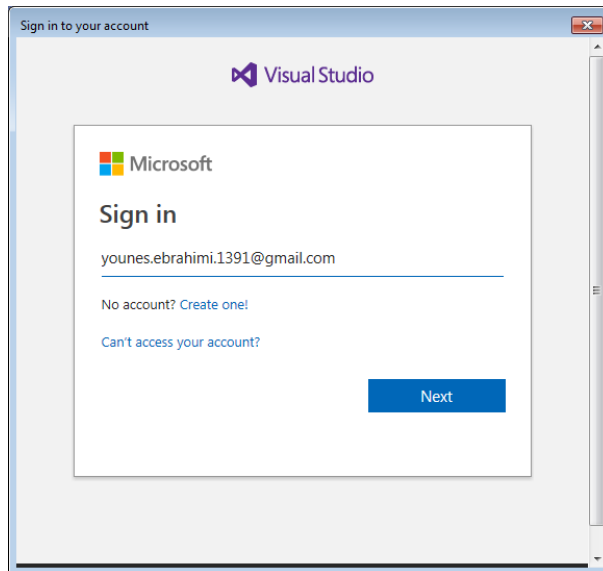 Sign in to your account
Visual Studio
Microsoft
Sign in
younes.ebrahimi.1391@gmail.com
No account? Create one!
Can't access your account?
Next